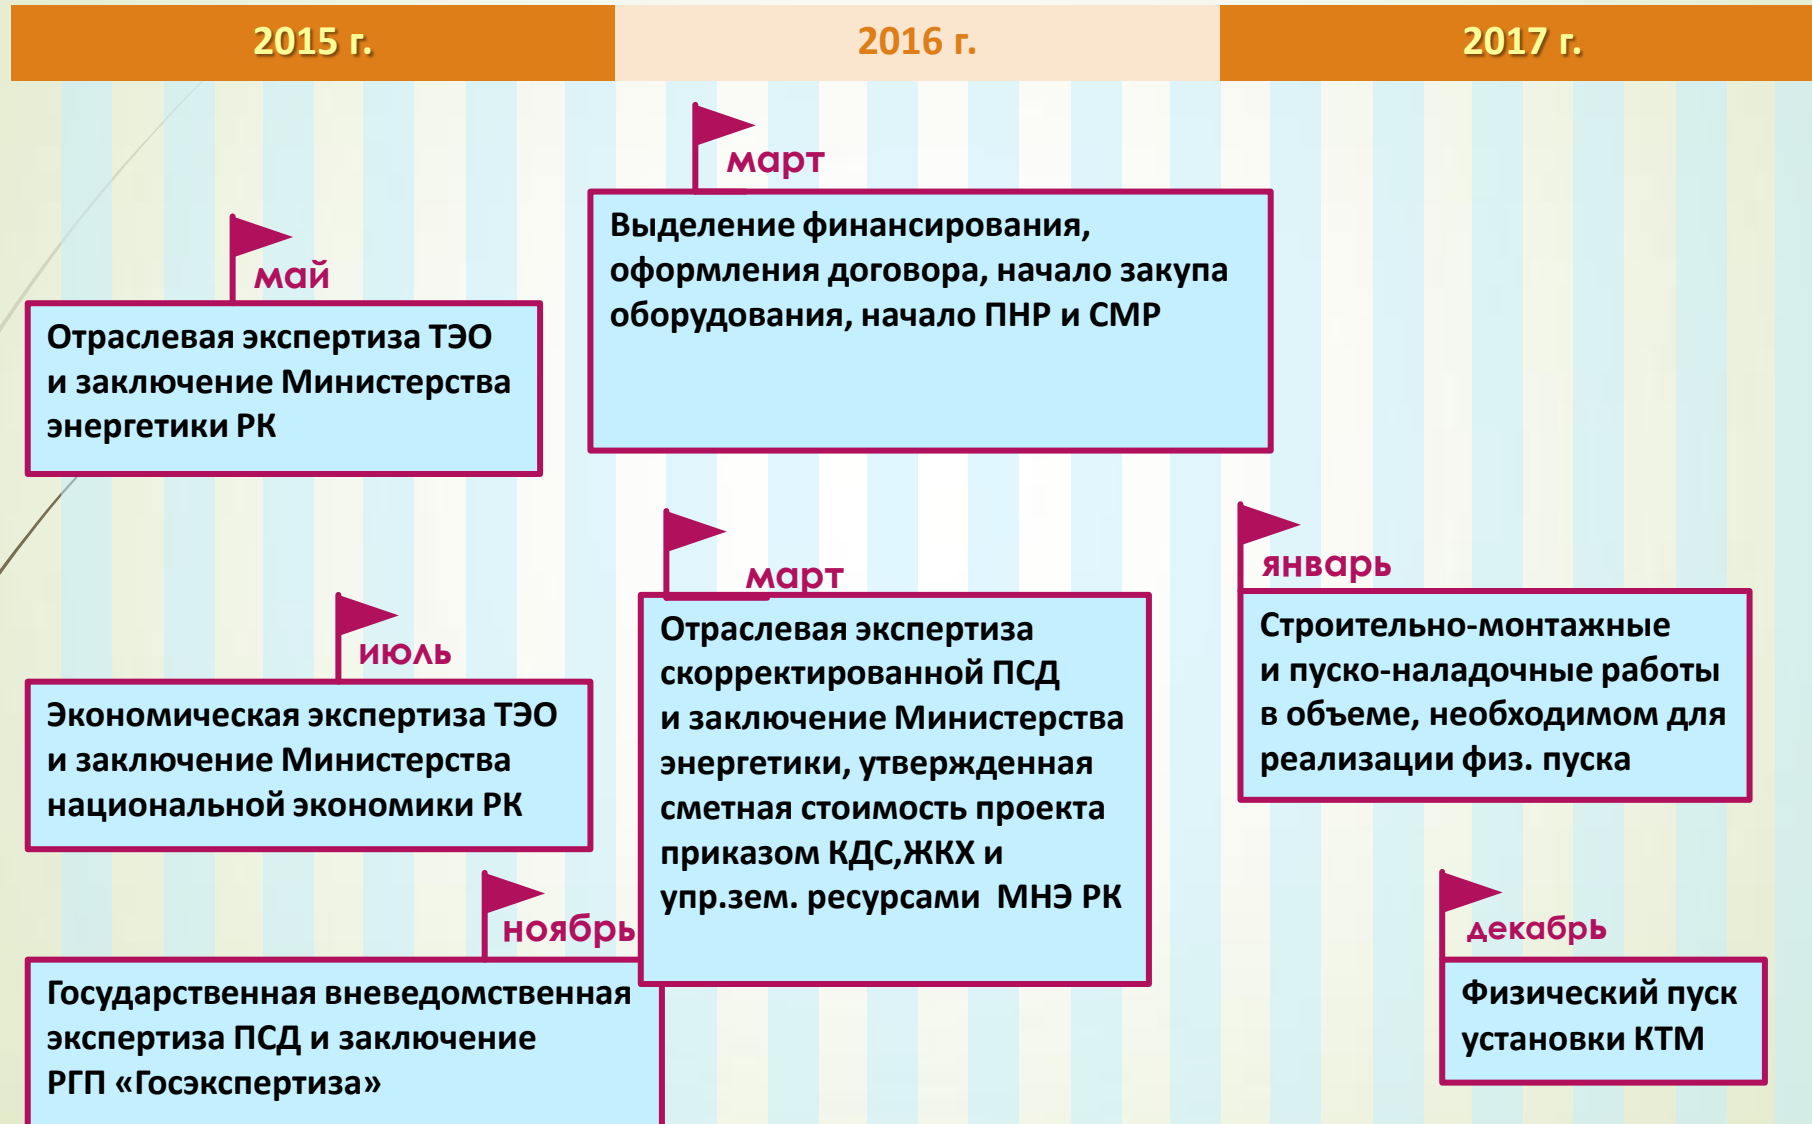 2015 г.
2016 г.
2017 г.
май
Отраслевая экспертиза ТЭО
и заключение Министерства
энергетики РК
июль
Экономическая экспертиза ТЭО
и заключение Министерства
национальной экономики РК
ноябрь
Государственная вневедомственная
экспертиза ПСД и заключение
РГП «Госэкспертиза»
март
Выделение финансирования,
оформления договора, начало закупа
оборудования, начало ПНР и СМР
март
Отраслевая экспертиза
скорректированной ПСД
и заключение Министерства
энергетики, утвержденная
сметная стоимость проекта
приказом КДС,ЖКХ и
упр.зем. ресурсами МНЭ РК
январь
Строительно-монтажные
и пуско-наладочные работы
в объеме, необходимом для
реализации физ. пуска
декабрь
Физический пуск
установки КТМ